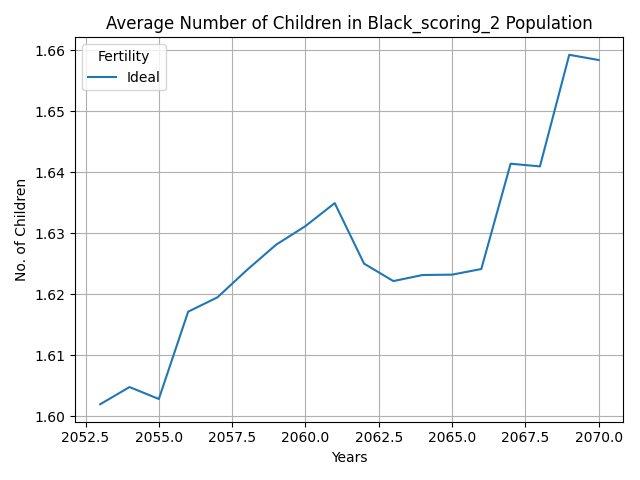 Average Number of Children in Black_scoring_2 Population
Fertility
Ideal
No. of Children
1.66
1.65
1.64
1.63
1.62
1.61
1.60
2052.5 2055.0 2057.5 2060.0 2062.5 2065.0 2067.5 2070.0
Years